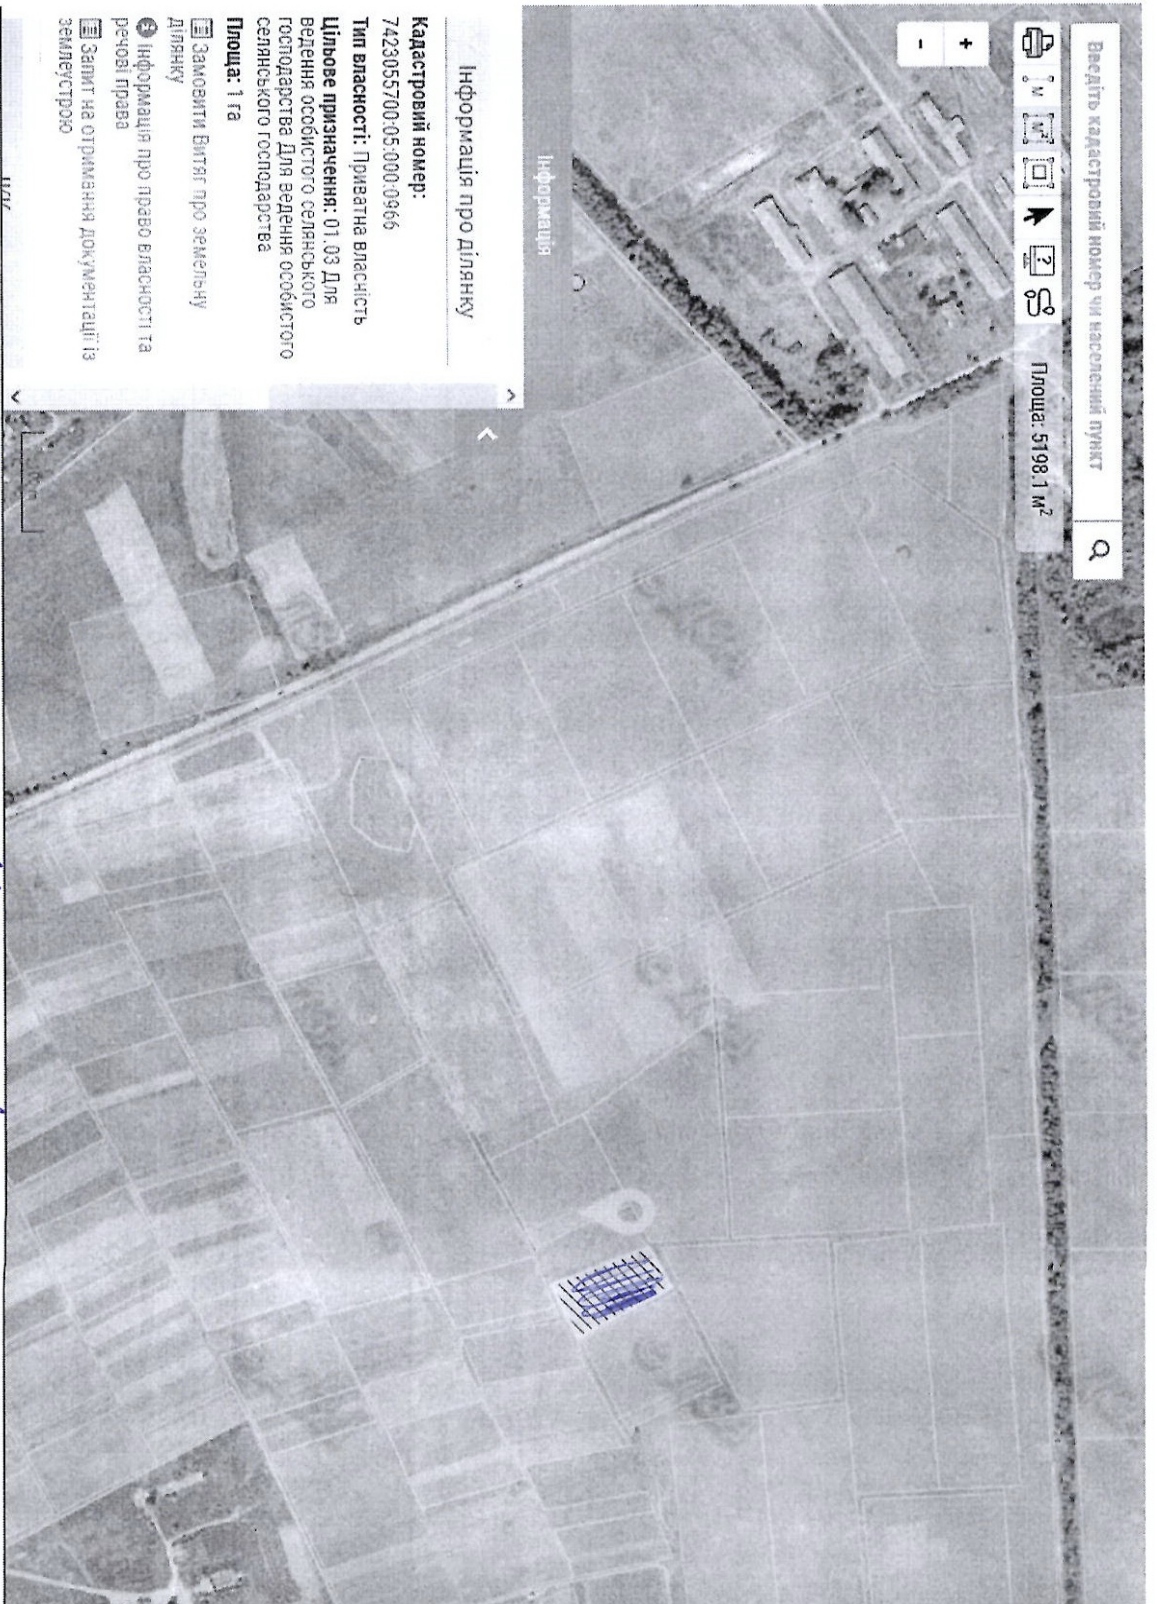 Введіть кадастровий номер чи населений пункт
м
м²
?
Площа: 5198.1 м²
+
-
Інформація
Інформація про ділянку
Кадастровий номер:
7423055700:05:000:0966
Тип власності: Приватна власність
Цільове призначення: 01.03 Для
ведення особистого селянського
господарства Для ведення особистого
селянського господарства
Площа: 1 га
Замовити Витяг про земельну
ділянку
Інформація про право власності та
речові права
Запит на отримання документації із
землеустрою